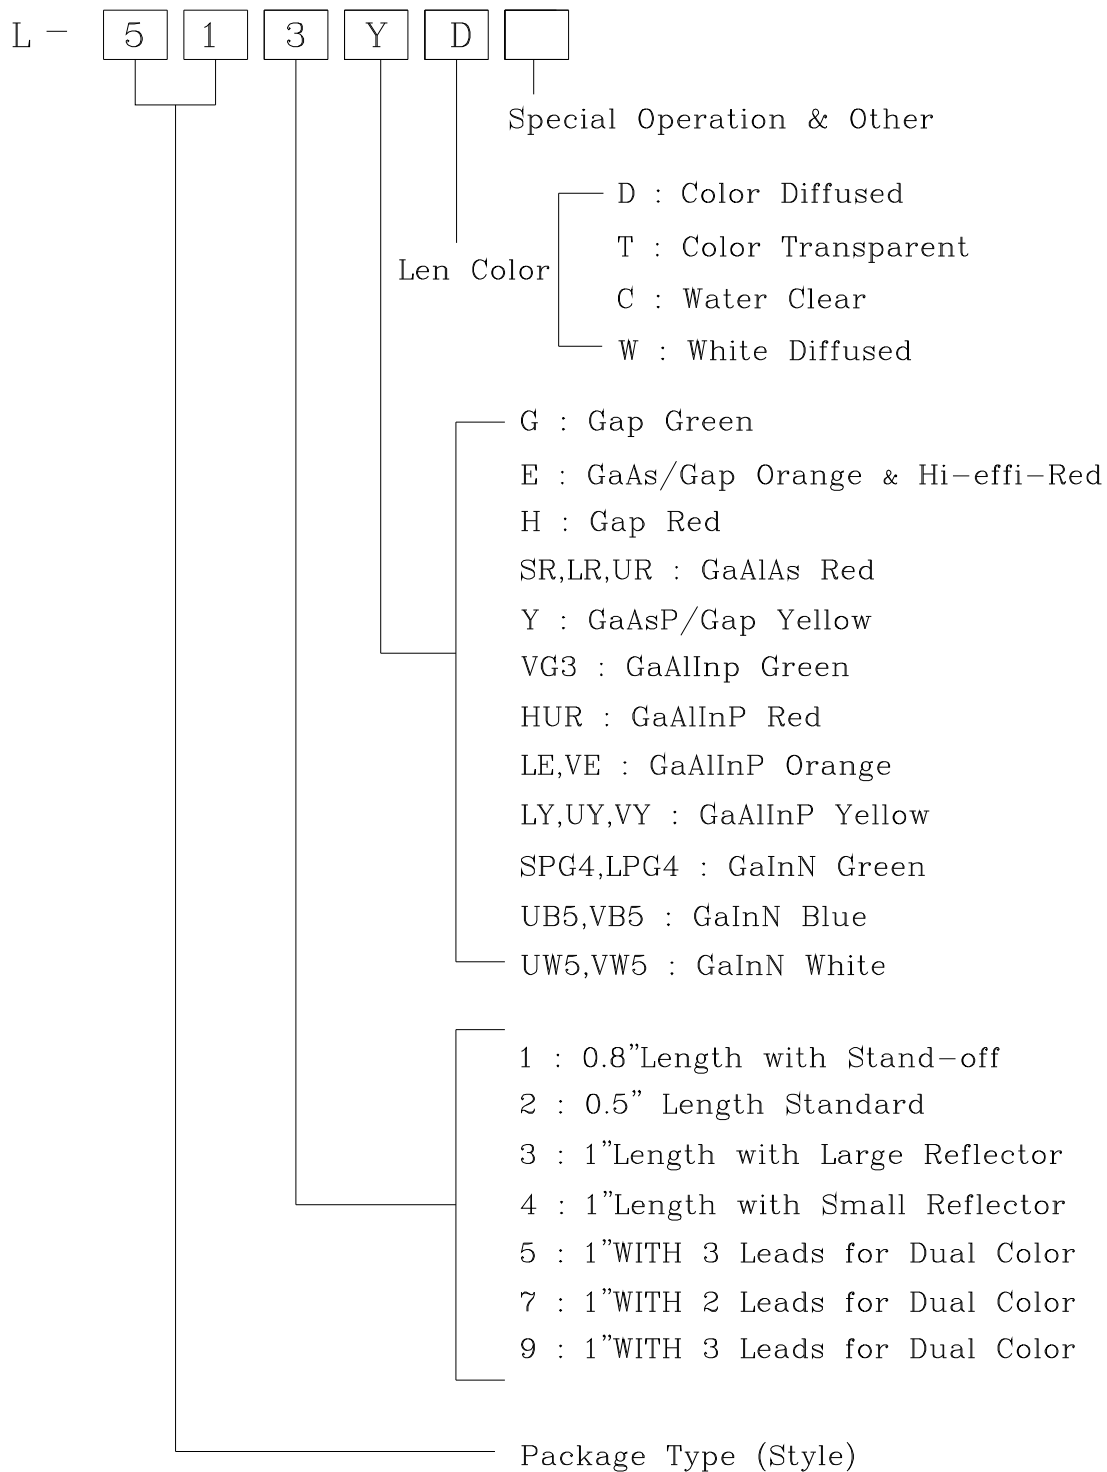 L- 5 1 3 Y D
Special Operation & Other
D : Color Diffused
T : Color Transparent
Len Color
C : Water Clear
W : White Diffused
G : Gap Green
E : GaAs/Gap Orange & Hi-effi-Red
H : Gap Red
SR,LR,UR : GaAlAs Red
Y : GaAsP/Gap Yellow
VG3 : GaAlInp Green
HUR : GaAlInP Red
LE,VE : GaAlInP Orange
LY,UY,VY : GaAlInP Yellow
SPG4,LPG4 : GaInN Green
UB5,VB5 : GaInN Blue
UW5,VW5 : GaInN White
1 : 0.8"Length with Stand-off
2 : 0.5" Length Standard
3 : 1"Length with Large Reflector
4 : 1"Length with Small Reflector
5 : 1"WITH 3 Leads for Dual Color
7 : 1"WITH 2 Leads for Dual Color
9 : 1"WITH 3 Leads for Dual Color
Package Type (Style)